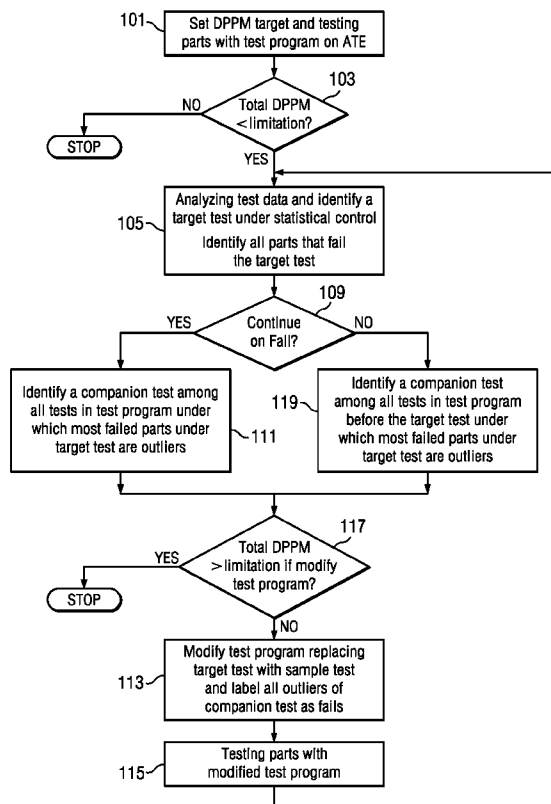 101
Set DPPM target and testing
parts with test program on ATE
103
NO
Total DPPM
< limitation?
STOP
YES
105
Analyzing test data and identify a
target test under statistical control
Identify all parts that fail
the target test
109
YES
Continue
on Fail?
NO
Identify a companion test among
all tests in test program under
which most failed parts under
target test are outliers
111
119
Identify a companion test
among all tests in test program
before the target test under
which most failed parts under
target test are outliers
117
YES
Total DPPM
> limitation if modify
test program?
STOP
NO
113
Modify test program replacing
target test with sample test
and label all outliers of
companion test as fails
115
Testing parts with
modified test program